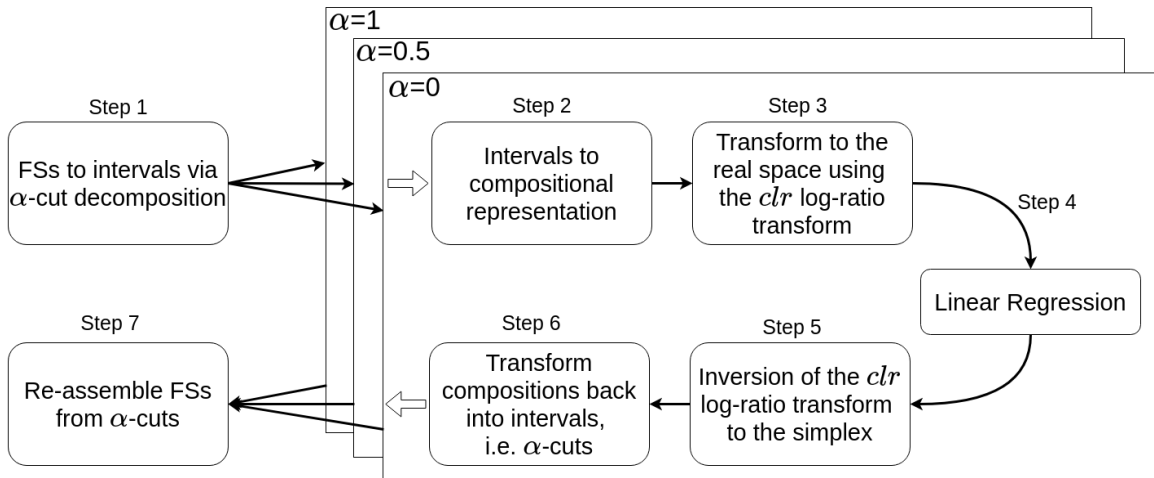 α=1
α=0.5
α=0
Step 1
FSs to intervals via
α-cut decomposition
Step 2
Intervals to
compositional
representation
Step 3
Transform to the
real space using
the clr log-ratio
transform
Step 4
Linear Regression
Step 5
Inversion of the clr
log-ratio transform
to the simplex
Step 6
Transform
compositions back
into intervals,
i.e. α-cuts
Step 7
Re-assemble FSs
from α-cuts